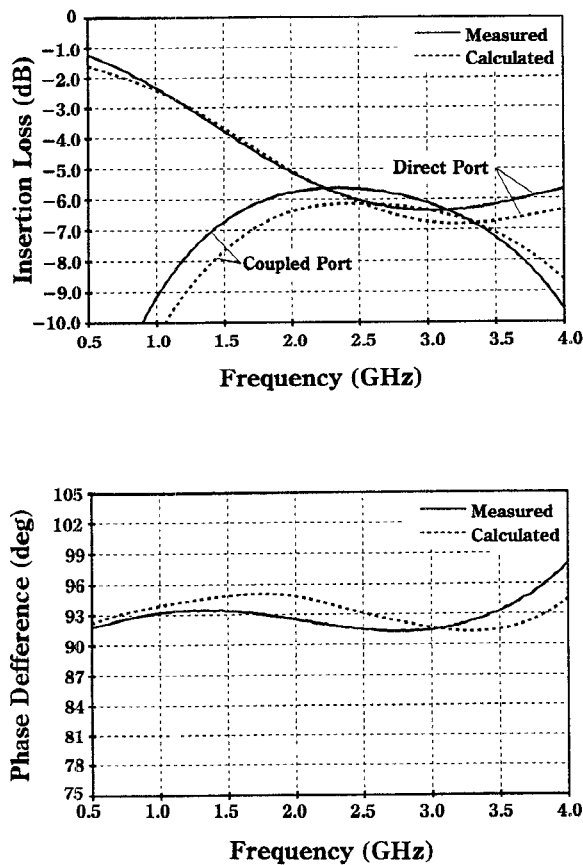 0
-1.0
-2.0
-3.0
-4.0
-5.0
-6.0
-7.0
-8.0
-9.0
-10.0
Insertion Loss (dB)
Measured
Calculated
Direct Port
Coupled Port
0.5 1.0 1.5 2.0 2.5 3.0 3.5 4.0
Frequency (GHz)
105
102
99
96
93
90
87
84
81
78
75
Phase Defference (deg)
Measured
Calculated
0.5 1.0 1.5 2.0 2.5 3.0 3.5 4.0
Frequency (GHz)